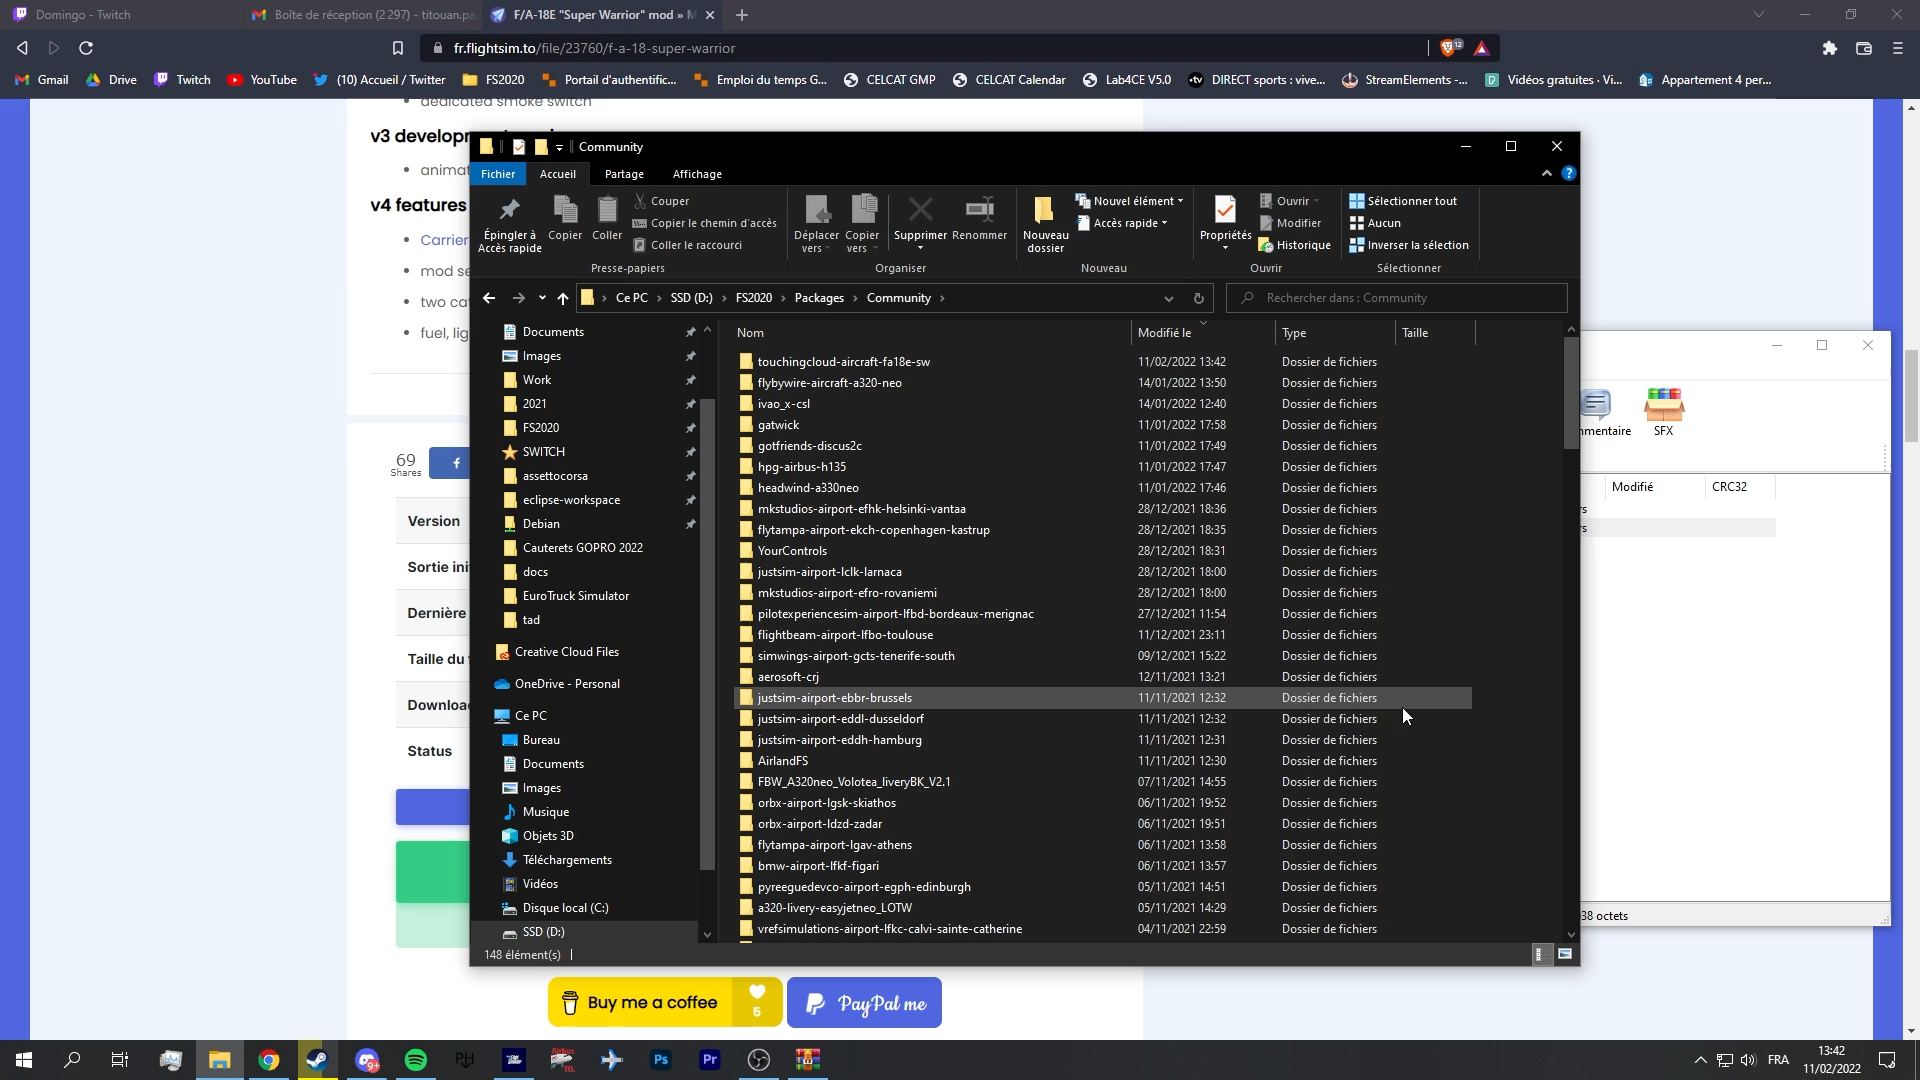 Domingo - Twitch
Boîte de réception (2 297) - titouan.pa
F/A-18E "Super Warrior" mod » M
fr.flightsim.to/file/23760/f-a-18-super-warrior
12
Gmail
Drive
Twitch
YouTube
(10) Accueil / Twitter
FS2020
Portail d'authentific...
Emploi du temps G...
CELCAT GMP
CELCAT Calendar
Lab4CE V5.0
DIRECT sports : vive...
StreamElements -...
Vidéos gratuites · Vi...
Appartement 4 per...
dedicated smoke switch
v3 developm
animat
v4 features
Carrier
mod se
two ca
fuel, lig
69
Shares
Version
Sortie ini
Dernière
Taille du
Downloa
Status
Buy me a coffee
5
PayPal me
Community
Fichier
Accueil
Partage
Affichage
Épingler à Accès rapide
Copier
Coller
Couper
Copier le chemin d'accès
Coller le raccourci
Presse-papiers
Déplacer vers
Copier vers
Supprimer
Renommer
Organiser
Nouveau dossier
Nouvel élément
Accès rapide
Nouveau
Propriétés
Ouvrir
Modifier
Historique
Ouvrir
Sélectionner tout
Aucun
Inverser la sélection
Sélectionner
Ce PC
SSD (D:)
FS2020
Packages
Community
Rechercher dans : Community
Documents
Images
Work
2021
FS2020
SWITCH
assettocorsa
eclipse-workspace
Debian
Cauterets GOPRO 2022
docs
EuroTruck Simulator
tad
Creative Cloud Files
OneDrive - Personal
Ce PC
Bureau
Documents
Images
Musique
Objets 3D
Téléchargements
Vidéos
Disque local (C:)
SSD (D:)
Nom Modifié le Type Taille
touchingcloud-aircraft-fa18e-sw 11/02/2022 13:42 Dossier de fichiers
flybywire-aircraft-a320-neo 14/01/2022 13:50 Dossier de fichiers
ivao_x-csl 14/01/2022 12:40 Dossier de fichiers
gatwick 11/01/2022 17:58 Dossier de fichiers
gotfriends-discus2c 11/01/2022 17:49 Dossier de fichiers
hpg-airbus-h135 11/01/2022 17:47 Dossier de fichiers
headwind-a330neo 11/01/2022 17:46 Dossier de fichiers
mkstudios-airport-efhk-helsinki-vantaa 28/12/2021 18:36 Dossier de fichiers
flytampa-airport-ekch-copenhagen-kastrup 28/12/2021 18:35 Dossier de fichiers
YourControls 28/12/2021 18:31 Dossier de fichiers
justsim-airport-lclk-larnaca 28/12/2021 18:00 Dossier de fichiers
mkstudios-airport-efro-rovaniemi 28/12/2021 18:00 Dossier de fichiers
pilotexperiencesim-airport-lfbd-bordeaux-merignac 27/12/2021 11:54 Dossier de fichiers
flightbeam-airport-lfbo-toulouse 11/12/2021 23:11 Dossier de fichiers
simwings-airport-gcts-tenerife-south 09/12/2021 15:22 Dossier de fichiers
aerosoft-crj 12/11/2021 13:21 Dossier de fichiers
justsim-airport-ebbr-brussels 11/11/2021 12:32 Dossier de fichiers
justsim-airport-eddl-dusseldorf 11/11/2021 12:32 Dossier de fichiers
justsim-airport-eddh-hamburg 11/11/2021 12:31 Dossier de fichiers
AirlandFS 11/11/2021 12:30 Dossier de fichiers
FBW_A320neo_Volotea_liveryBK_V2.1 07/11/2021 14:55 Dossier de fichiers
orbx-airport-lgsk-skiathos 06/11/2021 19:52 Dossier de fichiers
orbx-airport-ldzd-zadar 06/11/2021 19:51 Dossier de fichiers
flytampa-airport-lgav-athens 06/11/2021 13:58 Dossier de fichiers
bmw-airport-lfkf-figari 06/11/2021 13:57 Dossier de fichiers
pyreeguedevco-airport-egph-edinburgh 05/11/2021 14:51 Dossier de fichiers
a320-livery-easyjetneo_LOTW 05/11/2021 14:29 Dossier de fichiers
vrefsimulations-airport-lfkc-calvi-sainte-catherine 04/11/2021 22:59 Dossier de fichiers
148 élément(s)
mmentaire
SFX
Modifié
CRC32
rs
rs
38 octets
9+
Ps
Pr
FRA
13:42
11/02/2022